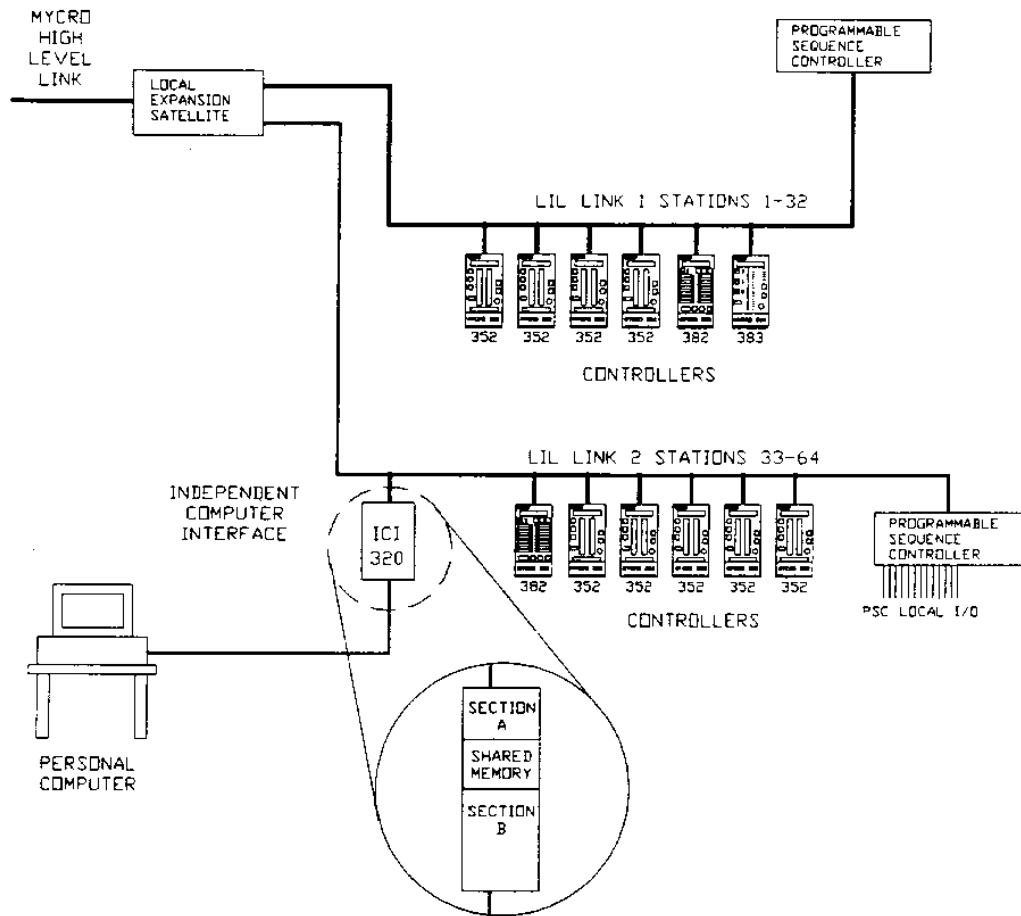 MYCRO
HIGH
LEVEL
LINK
LOCAL
EXPANSION
SATELLITE
PROGRAMMABLE
SEQUENCE
CONTROLLER
LIL LINK 1 STATIONS 1-32
352 352 352 352 382 383
CONTROLLERS
LIL LINK 2 STATIONS 33-64
INDEPENDENT
COMPUTER
INTERFACE
ICI
320
382 352 352 352 352 352
CONTROLLERS
PROGRAMMABLE
SEQUENCE
CONTROLLER
PSC LOCAL I/O
PERSONAL
COMPUTER
SECTION
A
SHARED
MEMORY
SECTION
B